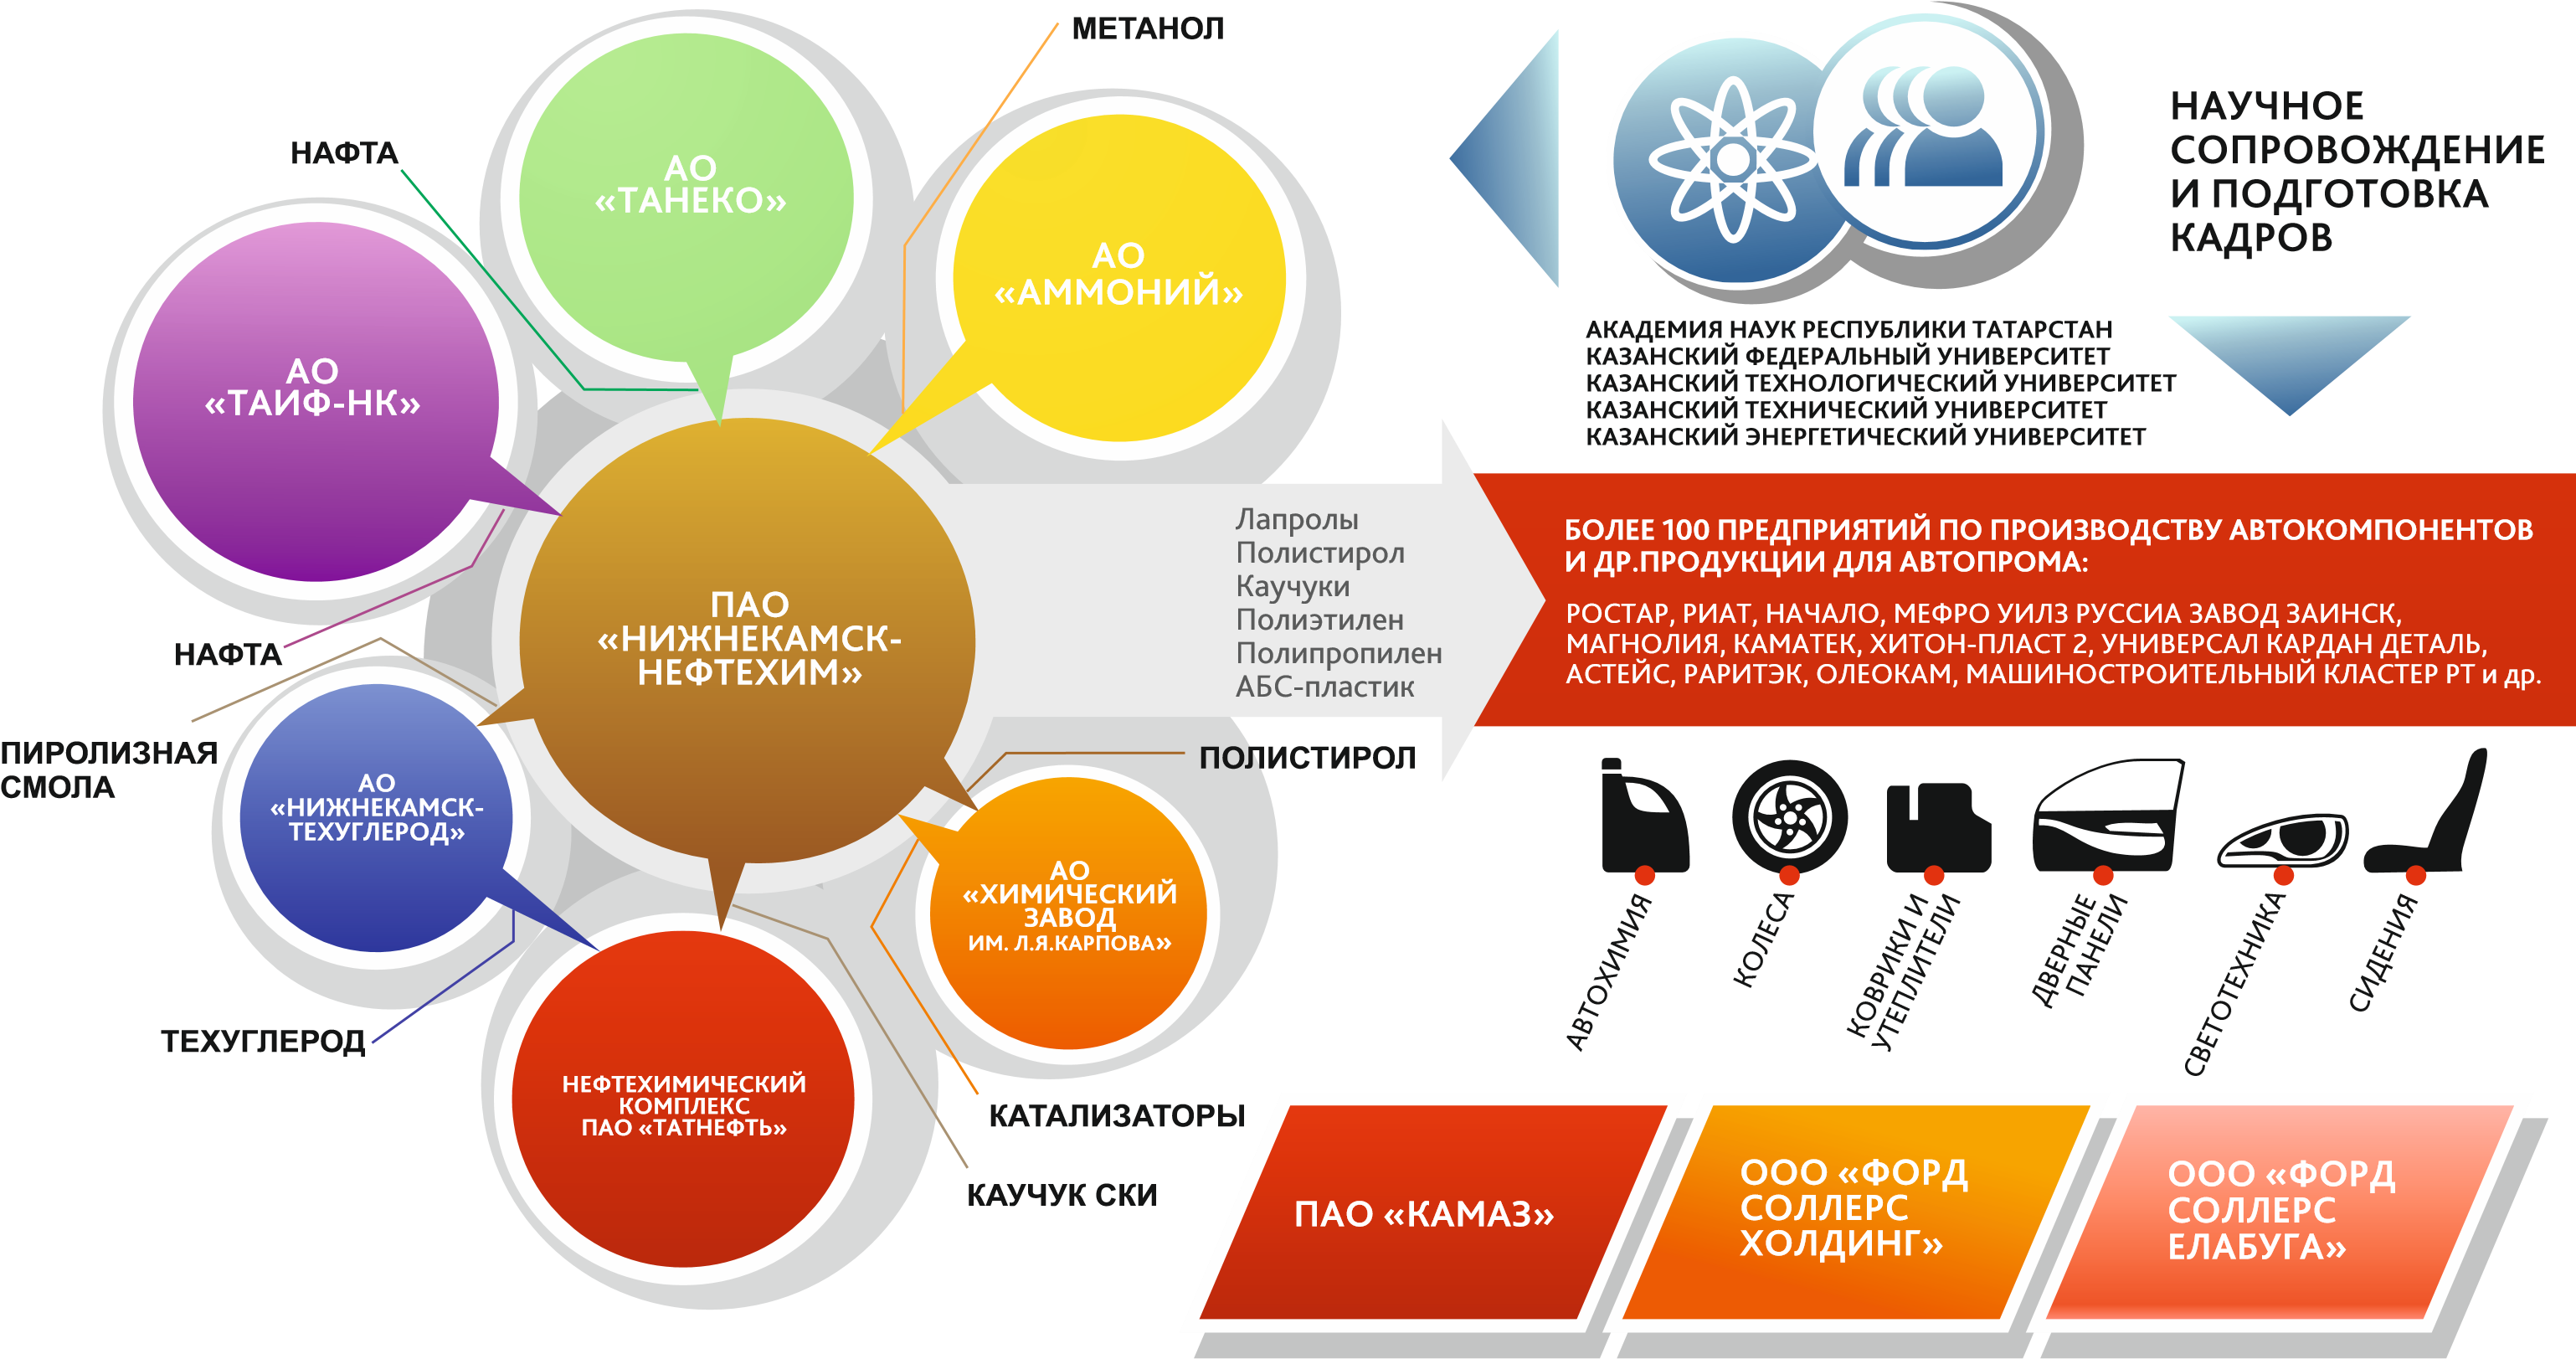 МЕТАНОЛ
НАФТА
АО
«ТАНЕКО»
АО
«АММОНИЙ»
АО
«ТАИФ-НК»
НАФТА
ПАО
«НИЖНЕКАМСК-
НЕФТЕХИМ»
ПИРОЛИЗНАЯ
СМОЛА
АО
«НИЖНЕКАМСК-
ТЕХУГЛЕРОД»
ТЕХУГЛЕРОД
НЕФТЕХИМИЧЕСКИЙ
КОМПЛЕКС
ПАО «ТАТНЕФТЬ»
АО
«ХИМИЧЕСКИЙ
ЗАВОД
ИМ. Л.Я.КАРПОВА»
ПОЛИСТИРОЛ
КАТАЛИЗАТОРЫ
КАУЧУК СКИ
Лапролы
Полистирол
Каучуки
Полиэтилен
Полипропилен
АБС-пластик
НАУЧНОЕ
СОПРОВОЖДЕНИЕ
И ПОДГОТОВКА
КАДРОВ
АКАДЕМИЯ НАУК РЕСПУБЛИКИ ТАТАРСТАН
КАЗАНСКИЙ ФЕДЕРАЛЬНЫЙ УНИВЕРСИТЕТ
КАЗАНСКИЙ ТЕХНОЛОГИЧЕСКИЙ УНИВЕРСИТЕТ
КАЗАНСКИЙ ТЕХНИЧЕСКИЙ УНИВЕРСИТЕТ
КАЗАНСКИЙ ЭНЕРГЕТИЧЕСКИЙ УНИВЕРСИТЕТ
БОЛЕЕ 100 ПРЕДПРИЯТИЙ ПО ПРОИЗВОДСТВУ АВТОКОМПОНЕНТОВ
И ДР.ПРОДУКЦИИ ДЛЯ АВТОПРОМА:
РОСТАР, РИАТ, НАЧАЛО, МЕФРО УИЛЗ РУССИА ЗАВОД ЗАИНСК,
МАГНОЛИЯ, КАМАТЕК, ХИТОН-ПЛАСТ 2, УНИВЕРСАЛ КАРДАН ДЕТАЛЬ,
АСТЕЙС, РАРИТЭК, ОЛЕОКАМ, МАШИНОСТРОИТЕЛЬНЫЙ КЛАСТЕР РТ и др.
АВТОХИМИЯ
КОЛЕСА
КОВРИКИ И
УТЕПЛИТЕЛИ
ДВЕРНЫЕ
ПАНЕЛИ
СВЕТОТЕХНИКА
СИДЕНИЯ
ПАО «КАМАЗ»
ООО «ФОРД
СОЛЛЕРС
ХОЛДИНГ»
ООО «ФОРД
СОЛЛЕРС
ЕЛАБУГА»